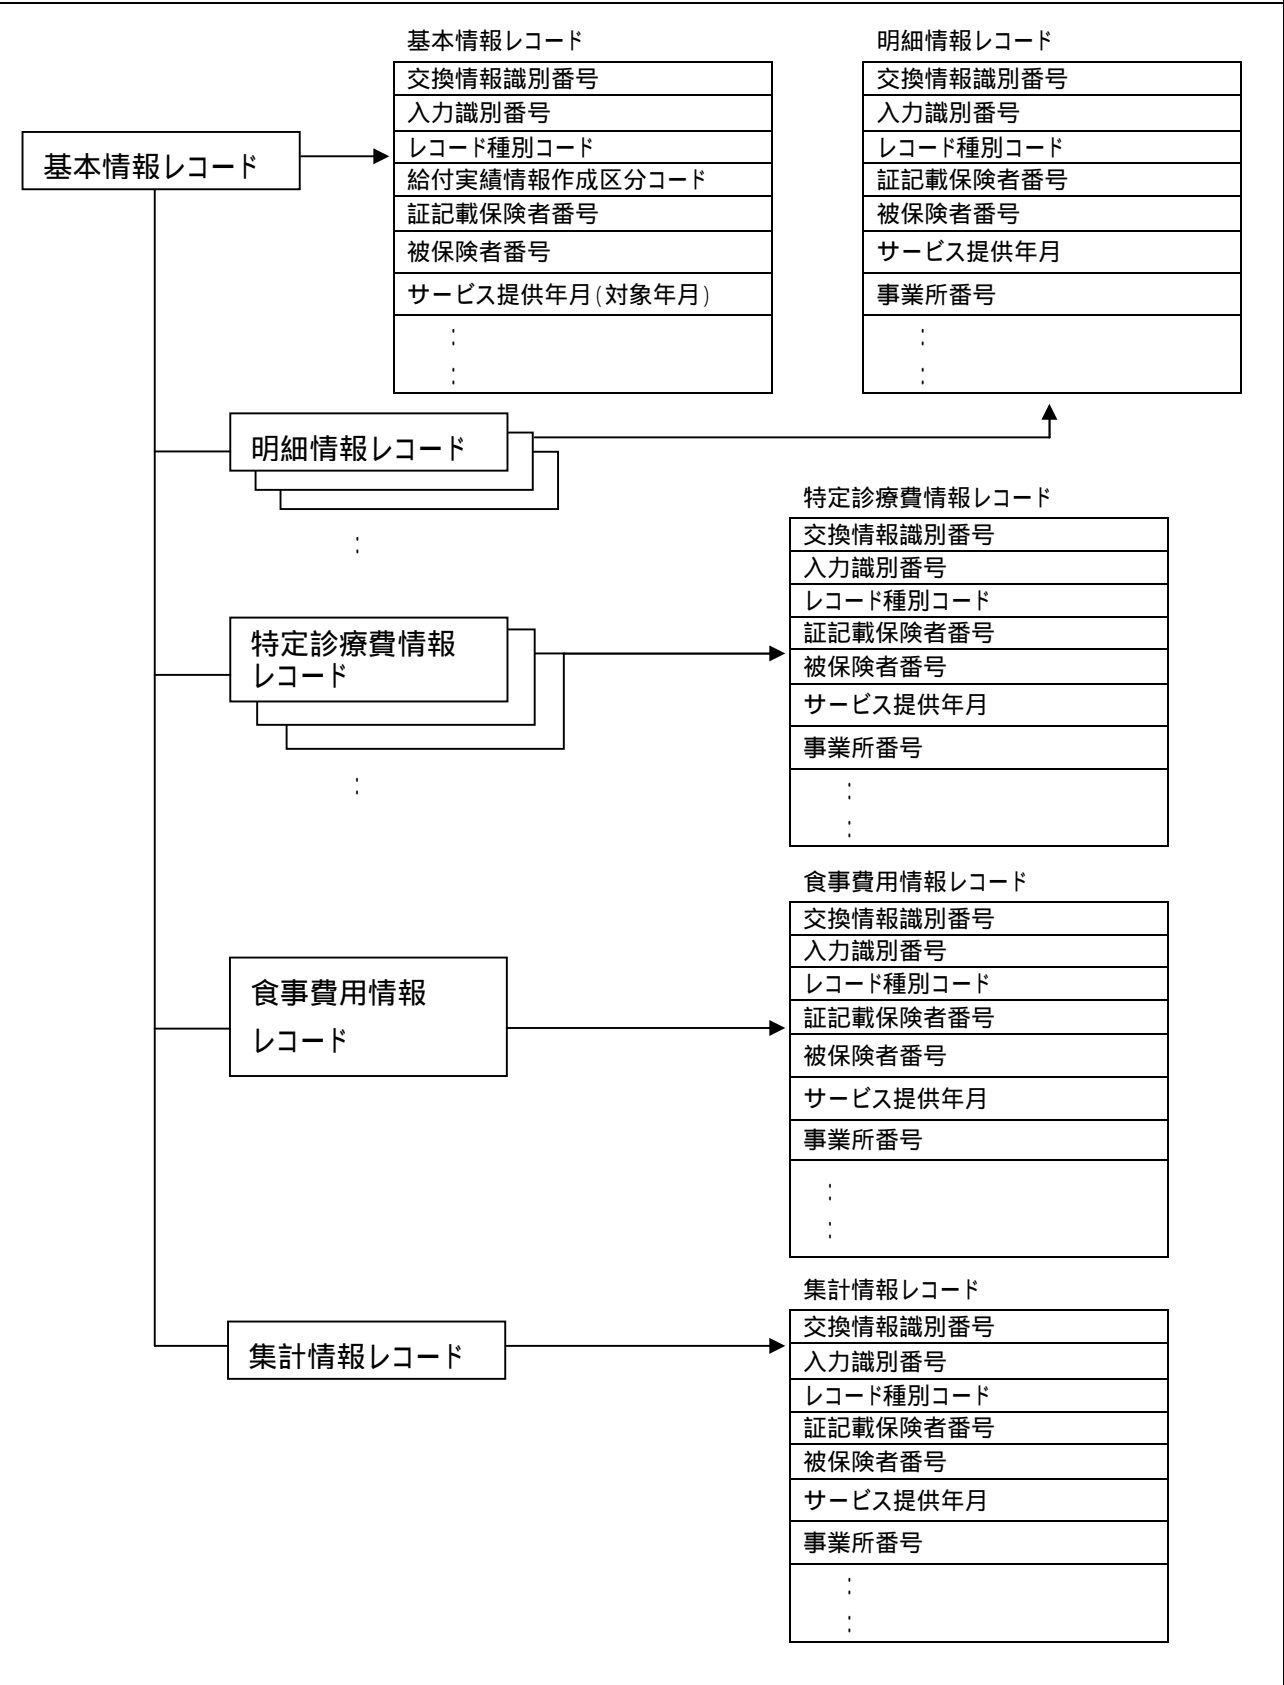 基本情報レコード
交換情報識別番号
入力識別番号
レコード種別コード
給付実績情報作成区分コード
証記載保険者番号
被保険者番号
サービス提供年月(対象年月)
:
:
明細情報レコード
交換情報識別番号
入力識別番号
レコード種別コード
証記載保険者番号
被保険者番号
サービス提供年月
事業所番号
:
:
基本情報レコード
明細情報レコード
:
特定診療費情報レコード
交換情報識別番号
入力識別番号
レコード種別コード
証記載保険者番号
被保険者番号
サービス提供年月
事業所番号
:
:
特定診療費情報
レコード
:
食事費用情報レコード
交換情報識別番号
入力識別番号
レコード種別コード
証記載保険者番号
被保険者番号
サービス提供年月
事業所番号
:
:
食事費用情報
レコード
集計情報レコード
交換情報識別番号
入力識別番号
レコード種別コード
証記載保険者番号
被保険者番号
サービス提供年月
事業所番号
:
:
集計情報レコード